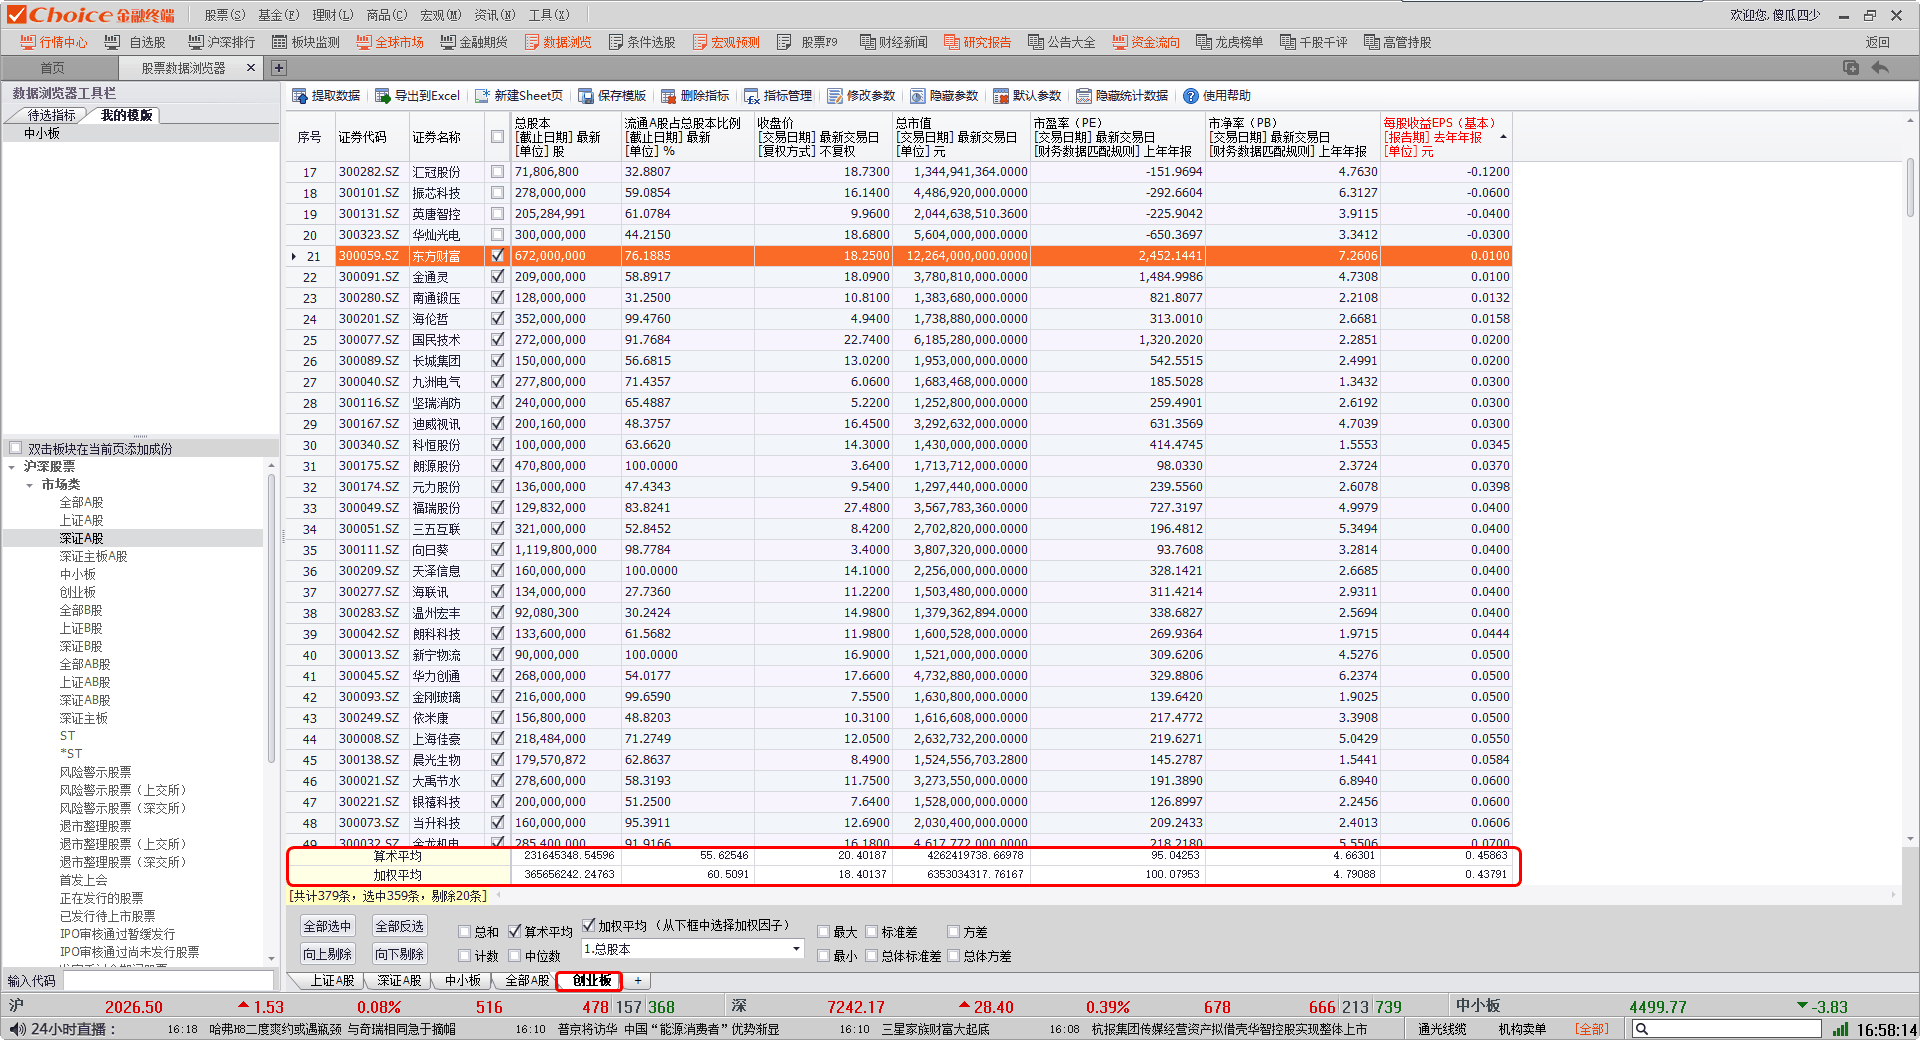 Choice 金融终端 股票(S) 基金(F) 理财(L) 商品(C) 宏观(M) 资讯(N) 工具(X) 欢迎您,傻瓜四少
行情中心 自选股 沪深排行 板块监测 全球市场 金融期货 数据浏览 条件选股 宏观预测 股票F9 财经新闻 研究报告 公告大全 资金流向 龙虎榜单 千股千评 高管持股 返回
首页 股票数据浏览器
数据浏览器工具栏
待选指标 我的模版
中小板
双击板块在当前页添加成份
沪深股票
市场类
全部A股
上证A股
深证A股
深证主板A股
中小板
创业板
全部B股
上证B股
深证B股
全部AB股
上证AB股
深证AB股
深证主板
ST
*ST
风险警示股票
风险警示股票（上交所）
风险警示股票（深交所）
退市整理股票
退市整理股票（上交所）
退市整理股票（深交所）
首发上会
正在发行的股票
已发行待上市股票
IPO审核通过暂缓发行
IPO审核通过尚未发行股票
输入代码
提取数据 导出到Excel 新建Sheet页 保存模版 删除指标 指标管理 修改参数 隐藏参数 默认参数 隐藏统计数据 使用帮助
序号 证券代码 证券名称 总股本 [截止日期] 最新 [单位] 股 流通A股占总股本比例 [截止日期] 最新 [单位] % 收盘价 [交易日期] 最新交易日 [复权方式] 不复权 总市值 [交易日期] 最新交易日 [单位] 元 市盈率（PE） [交易日期] 最新交易日 [财务数据匹配规则] 上年年报 市净率（PB） [交易日期] 最新交易日 [财务数据匹配规则] 上年年报 每股收益EPS（基本） [报告期] 去年年报 [单位] 元
17 300282.SZ 汇冠股份 71,806,800 32.8807 18.7300 1,344,941,364.0000 -151.9694 4.7630 -0.1200
18 300101.SZ 振芯科技 278,000,000 59.0854 16.1400 4,486,920,000.0000 -292.6604 6.3127 -0.0600
19 300131.SZ 英唐智控 205,284,991 61.0784 9.9600 2,044,638,510.3600 -225.9042 3.9115 -0.0400
20 300323.SZ 华灿光电 300,000,000 44.2150 18.6800 5,604,000,000.0000 -650.3697 3.3412 -0.0300
21 300059.SZ 东方财富 672,000,000 76.1885 18.2500 12,264,000,000.0000 2,452.1441 7.2606 0.0100
22 300091.SZ 金通灵 209,000,000 58.8917 18.0900 3,780,810,000.0000 1,484.9986 4.7308 0.0100
23 300280.SZ 南通锻压 128,000,000 31.2500 10.8100 1,383,680,000.0000 821.8077 2.2108 0.0132
24 300201.SZ 海伦哲 352,000,000 99.4760 4.9400 1,738,880,000.0000 313.0010 2.6681 0.0158
25 300077.SZ 国民技术 272,000,000 91.7684 22.7400 6,185,280,000.0000 1,320.2020 2.2851 0.0200
26 300089.SZ 长城集团 150,000,000 56.6815 13.0200 1,953,000,000.0000 542.5515 2.4991 0.0200
27 300040.SZ 九洲电气 277,800,000 71.4357 6.0600 1,683,468,000.0000 185.5028 1.3432 0.0300
28 300116.SZ 坚瑞消防 240,000,000 65.4887 5.2200 1,252,800,000.0000 259.4901 2.6192 0.0300
29 300167.SZ 迪威视讯 200,160,000 48.3757 16.4500 3,292,632,000.0000 631.3569 4.7039 0.0300
30 300340.SZ 科恒股份 100,000,000 63.6620 14.3000 1,430,000,000.0000 414.4745 1.5553 0.0345
31 300175.SZ 朗源股份 470,800,000 100.0000 3.6400 1,713,712,000.0000 98.0330 2.3724 0.0370
32 300174.SZ 元力股份 136,000,000 47.4343 9.5400 1,297,440,000.0000 239.5560 2.6078 0.0398
33 300049.SZ 福瑞股份 129,832,000 83.8241 27.4800 3,567,783,360.0000 727.3197 4.9979 0.0400
34 300051.SZ 三五互联 321,000,000 52.8452 8.4200 2,702,820,000.0000 196.4812 5.3494 0.0400
35 300111.SZ 向日葵 1,119,800,000 98.7784 3.4000 3,807,320,000.0000 93.7608 3.2814 0.0400
36 300209.SZ 天泽信息 160,000,000 100.0000 14.1000 2,256,000,000.0000 328.1421 2.6685 0.0400
37 300277.SZ 海联讯 134,000,000 27.7360 11.2200 1,503,480,000.0000 311.4214 2.9311 0.0400
38 300283.SZ 温州宏丰 92,080,300 30.2424 14.9800 1,379,362,894.0000 338.6827 2.5694 0.0400
39 300042.SZ 朗科科技 133,600,000 61.5682 11.9800 1,600,528,000.0000 269.9364 1.9715 0.0444
40 300013.SZ 新宁物流 90,000,000 100.0000 16.9000 1,521,000,000.0000 309.6206 4.5276 0.0500
41 300045.SZ 华力创通 268,000,000 54.0177 17.6600 4,732,880,000.0000 329.8806 6.2374 0.0500
42 300093.SZ 金刚玻璃 216,000,000 99.6590 7.5500 1,630,800,000.0000 139.6420 1.9025 0.0500
43 300249.SZ 依米康 156,800,000 48.8203 10.3100 1,616,608,000.0000 217.4772 3.3908 0.0500
44 300008.SZ 上海佳豪 218,484,000 71.2749 12.0500 2,632,732,200.0000 219.6271 5.0429 0.0550
45 300138.SZ 晨光生物 179,570,872 62.8637 8.4900 1,524,556,703.2800 145.2787 1.5441 0.0584
46 300021.SZ 大禹节水 278,600,000 58.3193 11.7500 3,273,550,000.0000 191.3890 6.8940 0.0600
47 300221.SZ 银禧科技 200,000,000 51.2500 7.6400 1,528,000,000.0000 126.8997 2.2456 0.0600
48 300073.SZ 当升科技 160,000,000 95.3911 12.6900 2,030,400,000.0000 209.2433 2.4013 0.0606
49 300032.SZ 金龙机电 285,400,000 91.9166 16.1800 4,617,772,000.0000 218.2180 5.5506 0.0700
算术平均 231645348.54596 55.62546 20.40187 4262419738.66978 95.04253 4.66301 0.45863
加权平均 365656242.24763 60.5091 18.40137 6353034317.76167 100.07953 4.79088 0.43791
[共计379条，选中359条，剔除20条]
全部选中 全部反选 总和 算术平均 加权平均 （从下框中选择加权因子） 最大 标准差 方差
向上剔除 向下剔除 计数 中位数 1.总股本 最小 总体标准差 总体方差
上证A股 深证A股 中小板 全部A股 创业板 +
沪 2026.50 1.53 0.08% 516 478 157 368 深 7242.17 28.40 0.39% 678 666 213 739 中小板 4499.77 -3.83
24小时直播： 16:18 哈弗H8二度爽约或遇瓶颈 与奇瑞相同急于摘帽 16:10 普京将访华 中国“能源消费者”优势渐显 16:10 三星家族财富大起底 16:08 杭报集团传媒经营资产拟借壳华智控股实现整体上市 通光线缆 机构卖单 [全部] 16:58:14